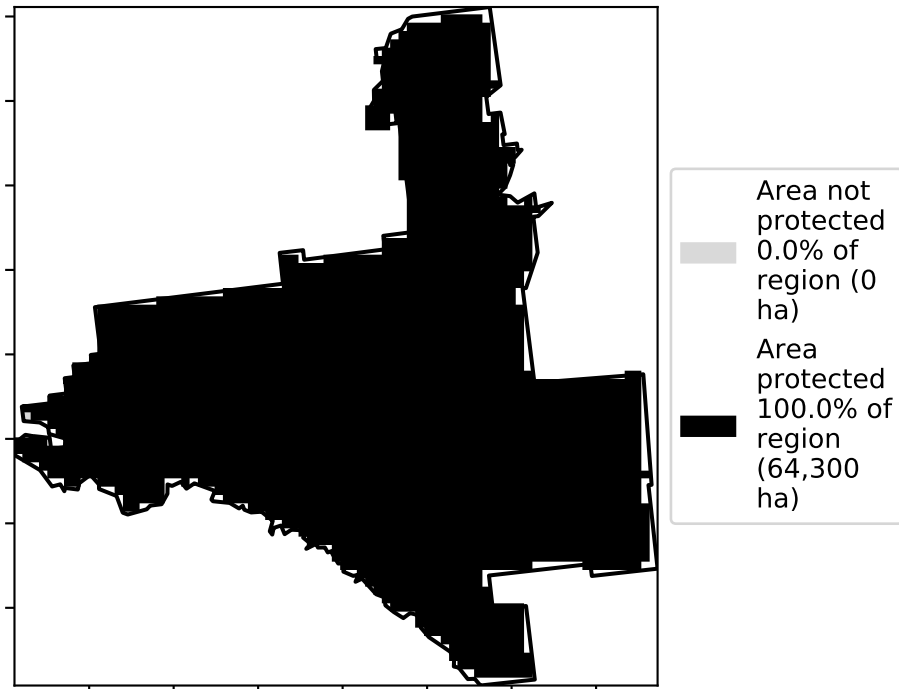 Area not
protected
0.0% of
region (0
ha)
Area
protected
100.0% of
region
(64,300
ha)